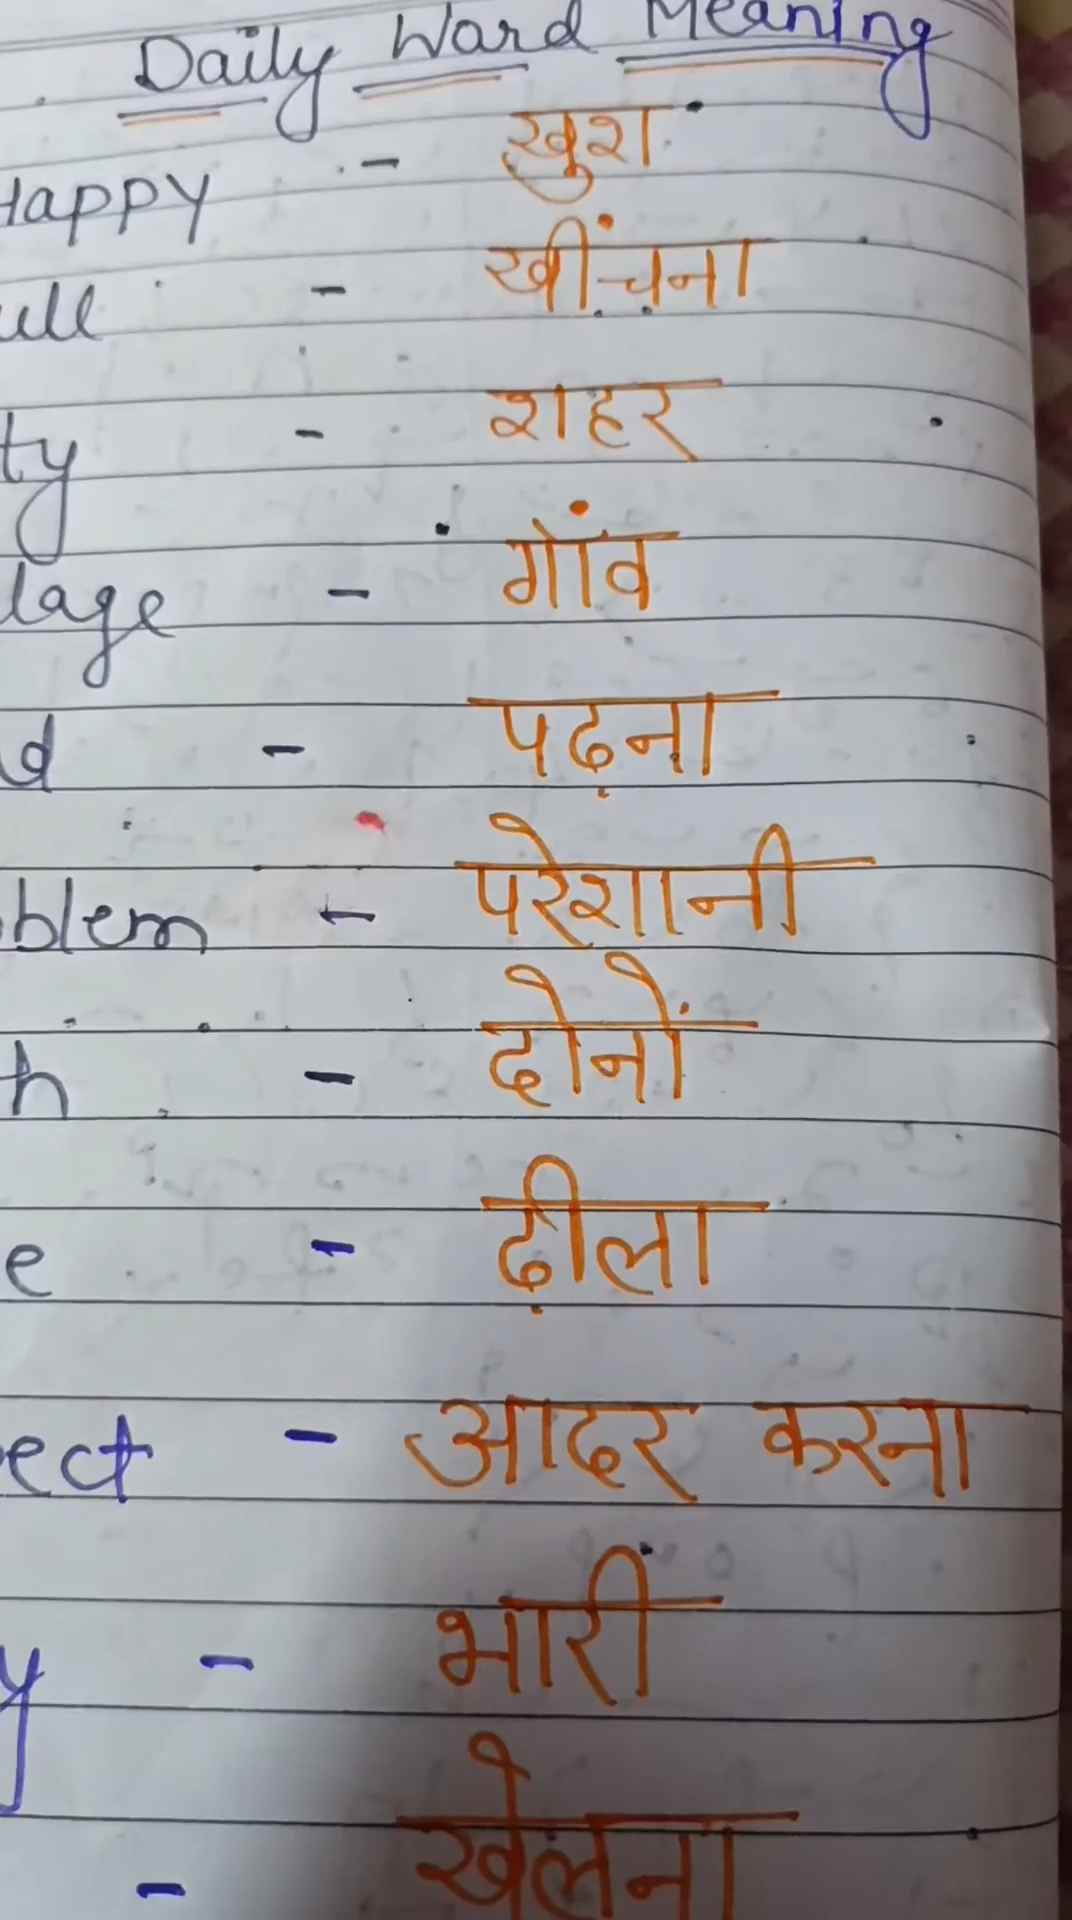 Daily Word Meaning
Happy - खुश
ull - खींचना
ty - शहर
lage - गाँव
d - पढ़ना
blem - परेशानी
h - दोनों
e - ढ़ीला
ect - आदर करना
y - भारी
- खेलना